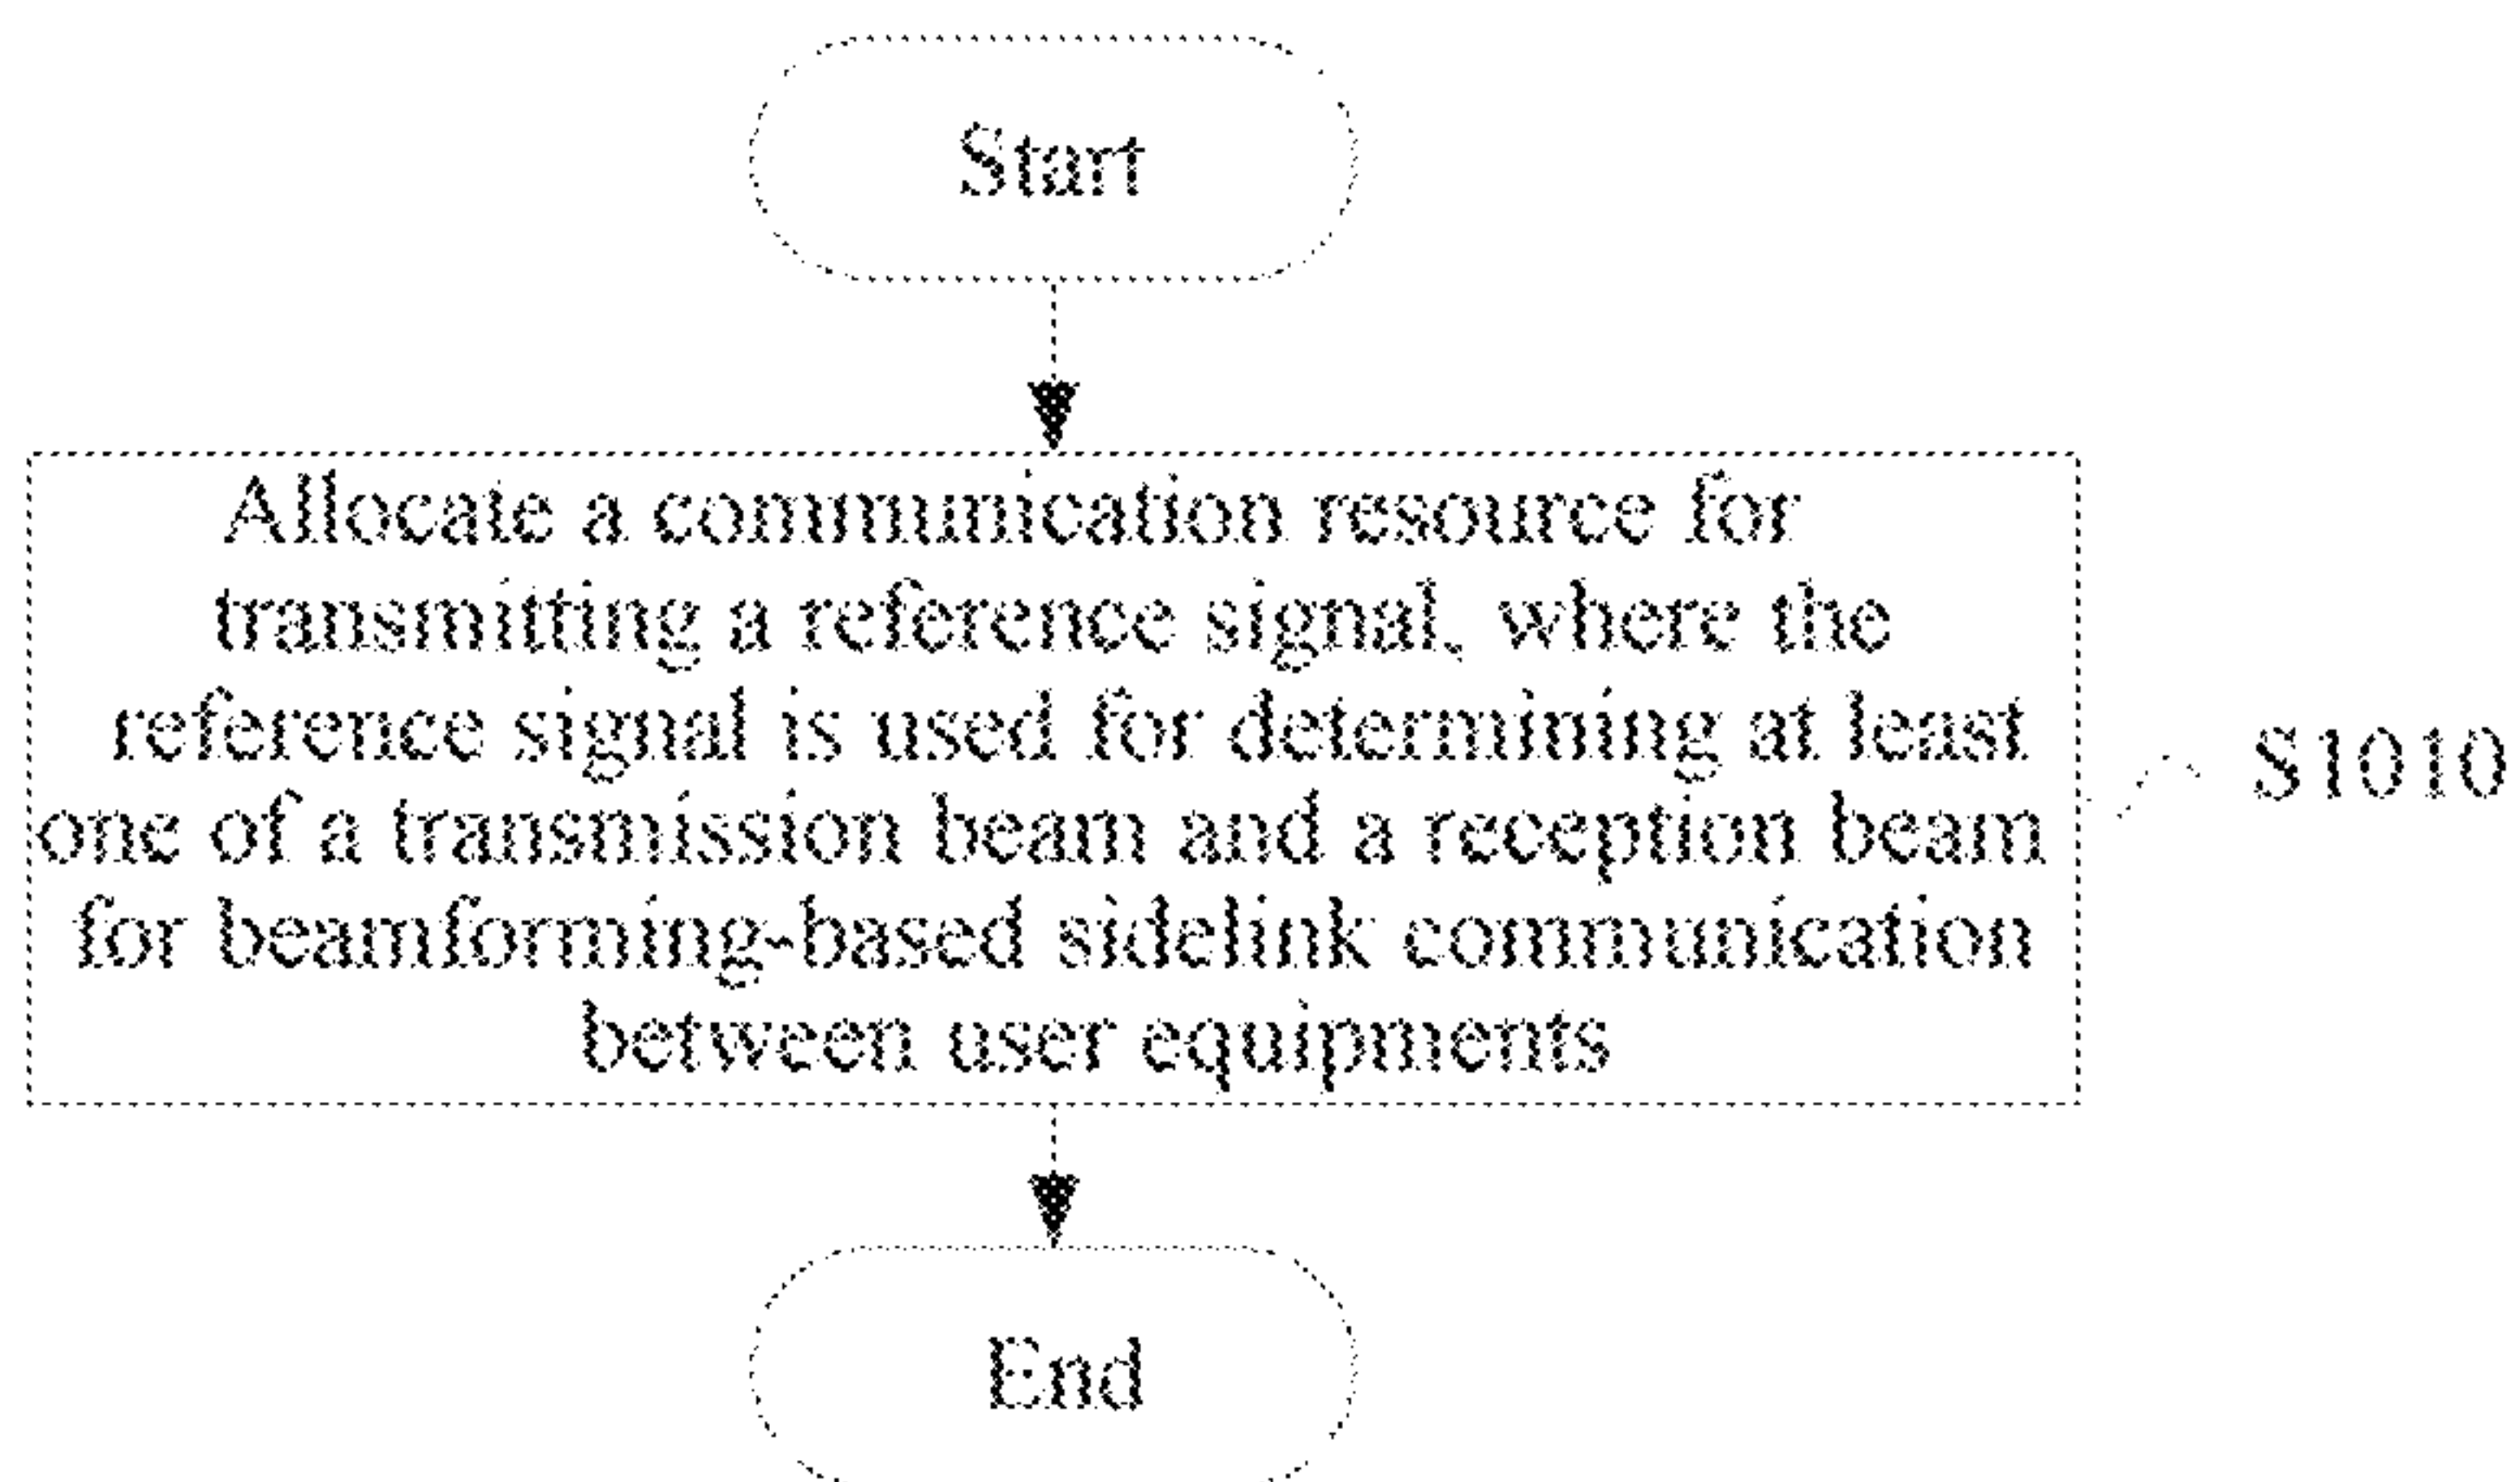 Start
Allocate a communication resource for
transmitting a reference signal, where the
reference signal is used for determining at least
one of a transmission beam and a reception beam
for beamforming-based sidelink communication
between user equipments
S1010
End